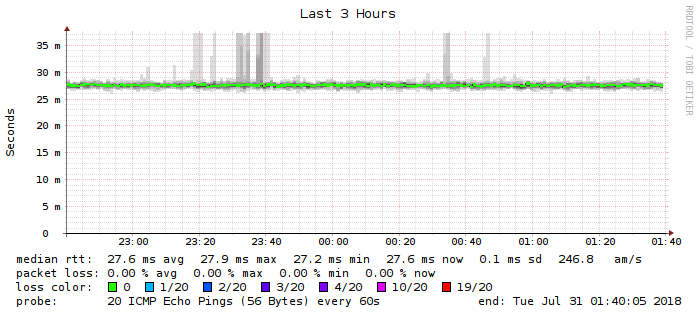 Last 3 Hours
RRDTOOL / TOBI OETIKER
Seconds
35 m
30 m
25 m
20 m
15 m
10 m
5 m
0
23:00 23:20 23:40 00:00 00:20 00:40 01:00 01:20 01:40
median rtt: 27.6 ms avg 27.9 ms max 27.2 ms min 27.6 ms now 0.1 ms sd 246.8 am/s
packet loss: 0.00 % avg 0.00 % max 0.00 % min 0.00 % now
loss color: 0 1/20 2/20 3/20 4/20 10/20 19/20
probe: 20 ICMP Echo Pings (56 Bytes) every 60s end: Tue Jul 31 01:40:05 2018